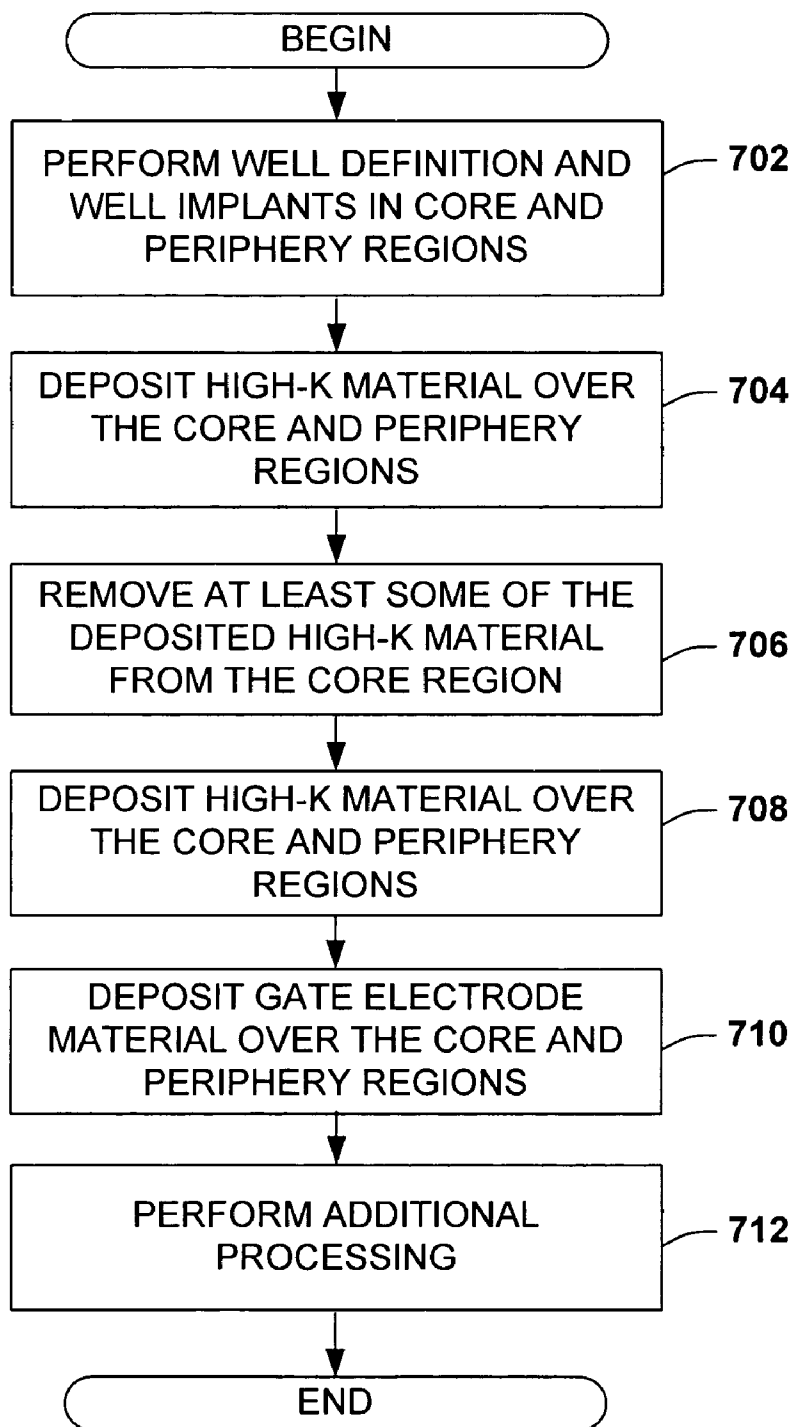 BEGIN
PERFORM WELL DEFINITION AND
WELL IMPLANTS IN CORE AND
PERIPHERY REGIONS
702
DEPOSIT HIGH-K MATERIAL OVER
THE CORE AND PERIPHERY
REGIONS
704
REMOVE AT LEAST SOME OF THE
DEPOSITED HIGH-K MATERIAL
FROM THE CORE REGION
706
DEPOSIT HIGH-K MATERIAL OVER
THE CORE AND PERIPHERY
REGIONS
708
DEPOSIT GATE ELECTRODE
MATERIAL OVER THE CORE AND
PERIPHERY REGIONS
710
PERFORM ADDITIONAL
PROCESSING
712
END